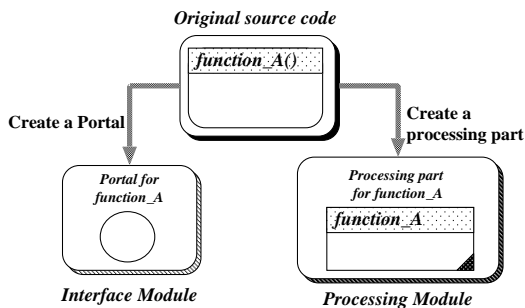 Original source code
function_A()
Create a Portal
Create a
processing part
Portal for
function_A
Processing part
for function_A
function_A
Interface Module
Processing Module